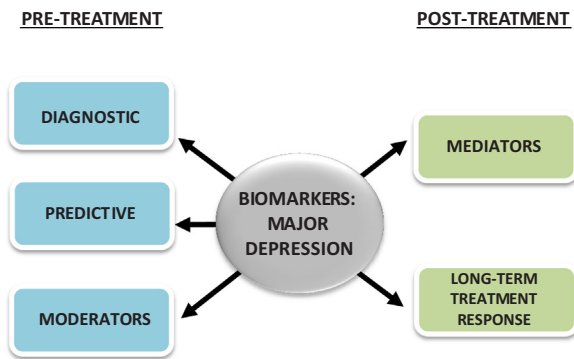 PRE-TREATMENT
POST-TREATMENT
DIAGNOSTIC
PREDICTIVE
MODERATORS
BIOMARKERS:
MAJOR
DEPRESSION
MEDIATORS
LONG-TERM
TREATMENT
RESPONSE